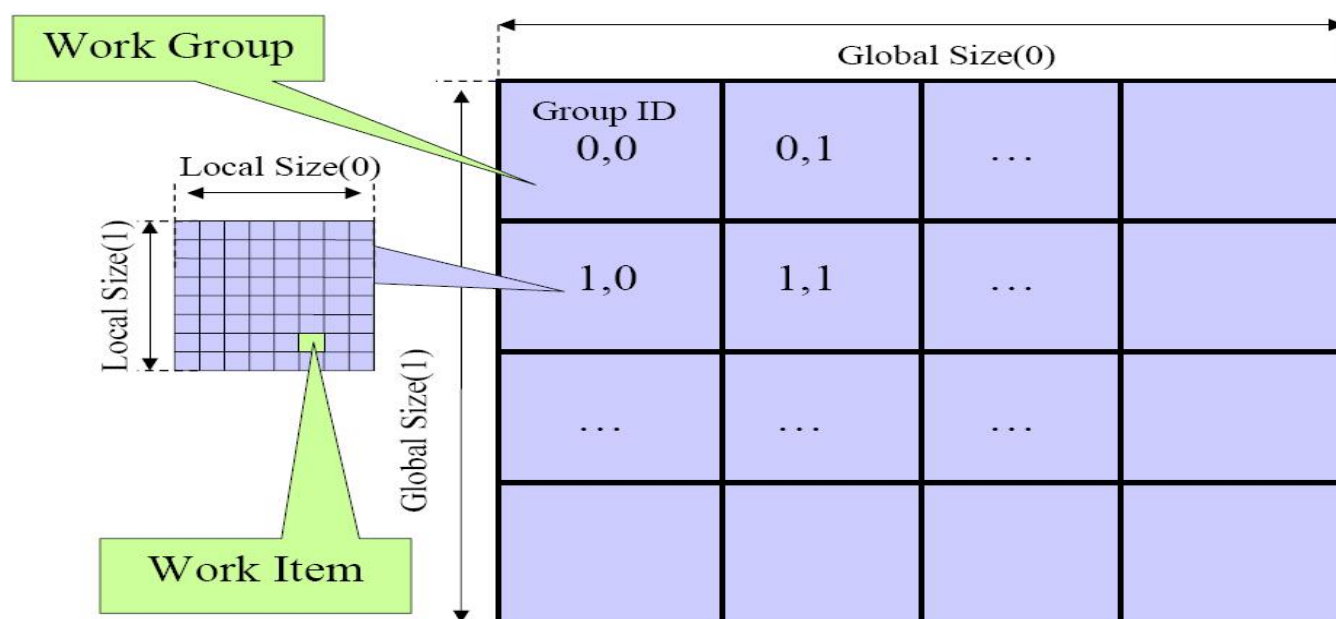 Work Group
Global Size(0)
Group ID
0,0
0,1
...
Local Size(0)
Local Size(1)
1,0
1,1
...
Global Size(1)
...
...
...
Work Item